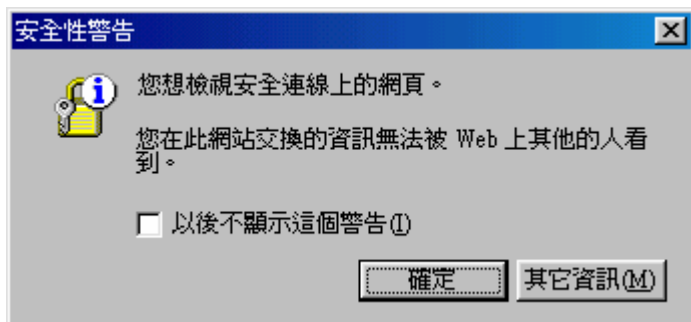 安全性警告
您想檢視安全連線上的網頁。
您在此網站交換的資訊無法被 Web 上其他的人看
到。
以後不顯示這個警告(I)
確定
其它資訊(M)